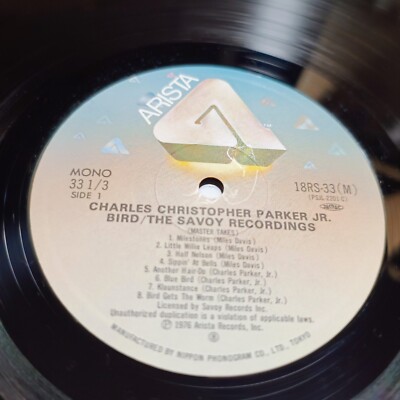 ARISTA
MONO
33 1/3
SIDE 1
18RS-33(M)
CHARLES CHRISTOPHER PARKER JR.
BIRD/THE SAVOY RECORDINGS
(MASTER TAKES)
1. Milestones (Miles Davis)
2. Little Willie Leaps (Miles Davis)
3. Half Nelson (Miles Davis)
4. Sippin' At Bells (Miles Davis)
5. Another Hair-Do (Charles Parker, Jr.)
6. Blue Bird (Charles Parker, Jr.)
7. Klaunstance (Charles Parker, Jr.)
8. Bird Gets The Worm (Charles Parker, Jr.)
Licensed by Savoy Records, Inc.
Unauthorized duplication is a violation of applicable laws.
Ⓟ 1976 Arista Records, Inc.
MANUFACTURED BY NIPPON PHONOGRAM CO., LTD., TOKYO